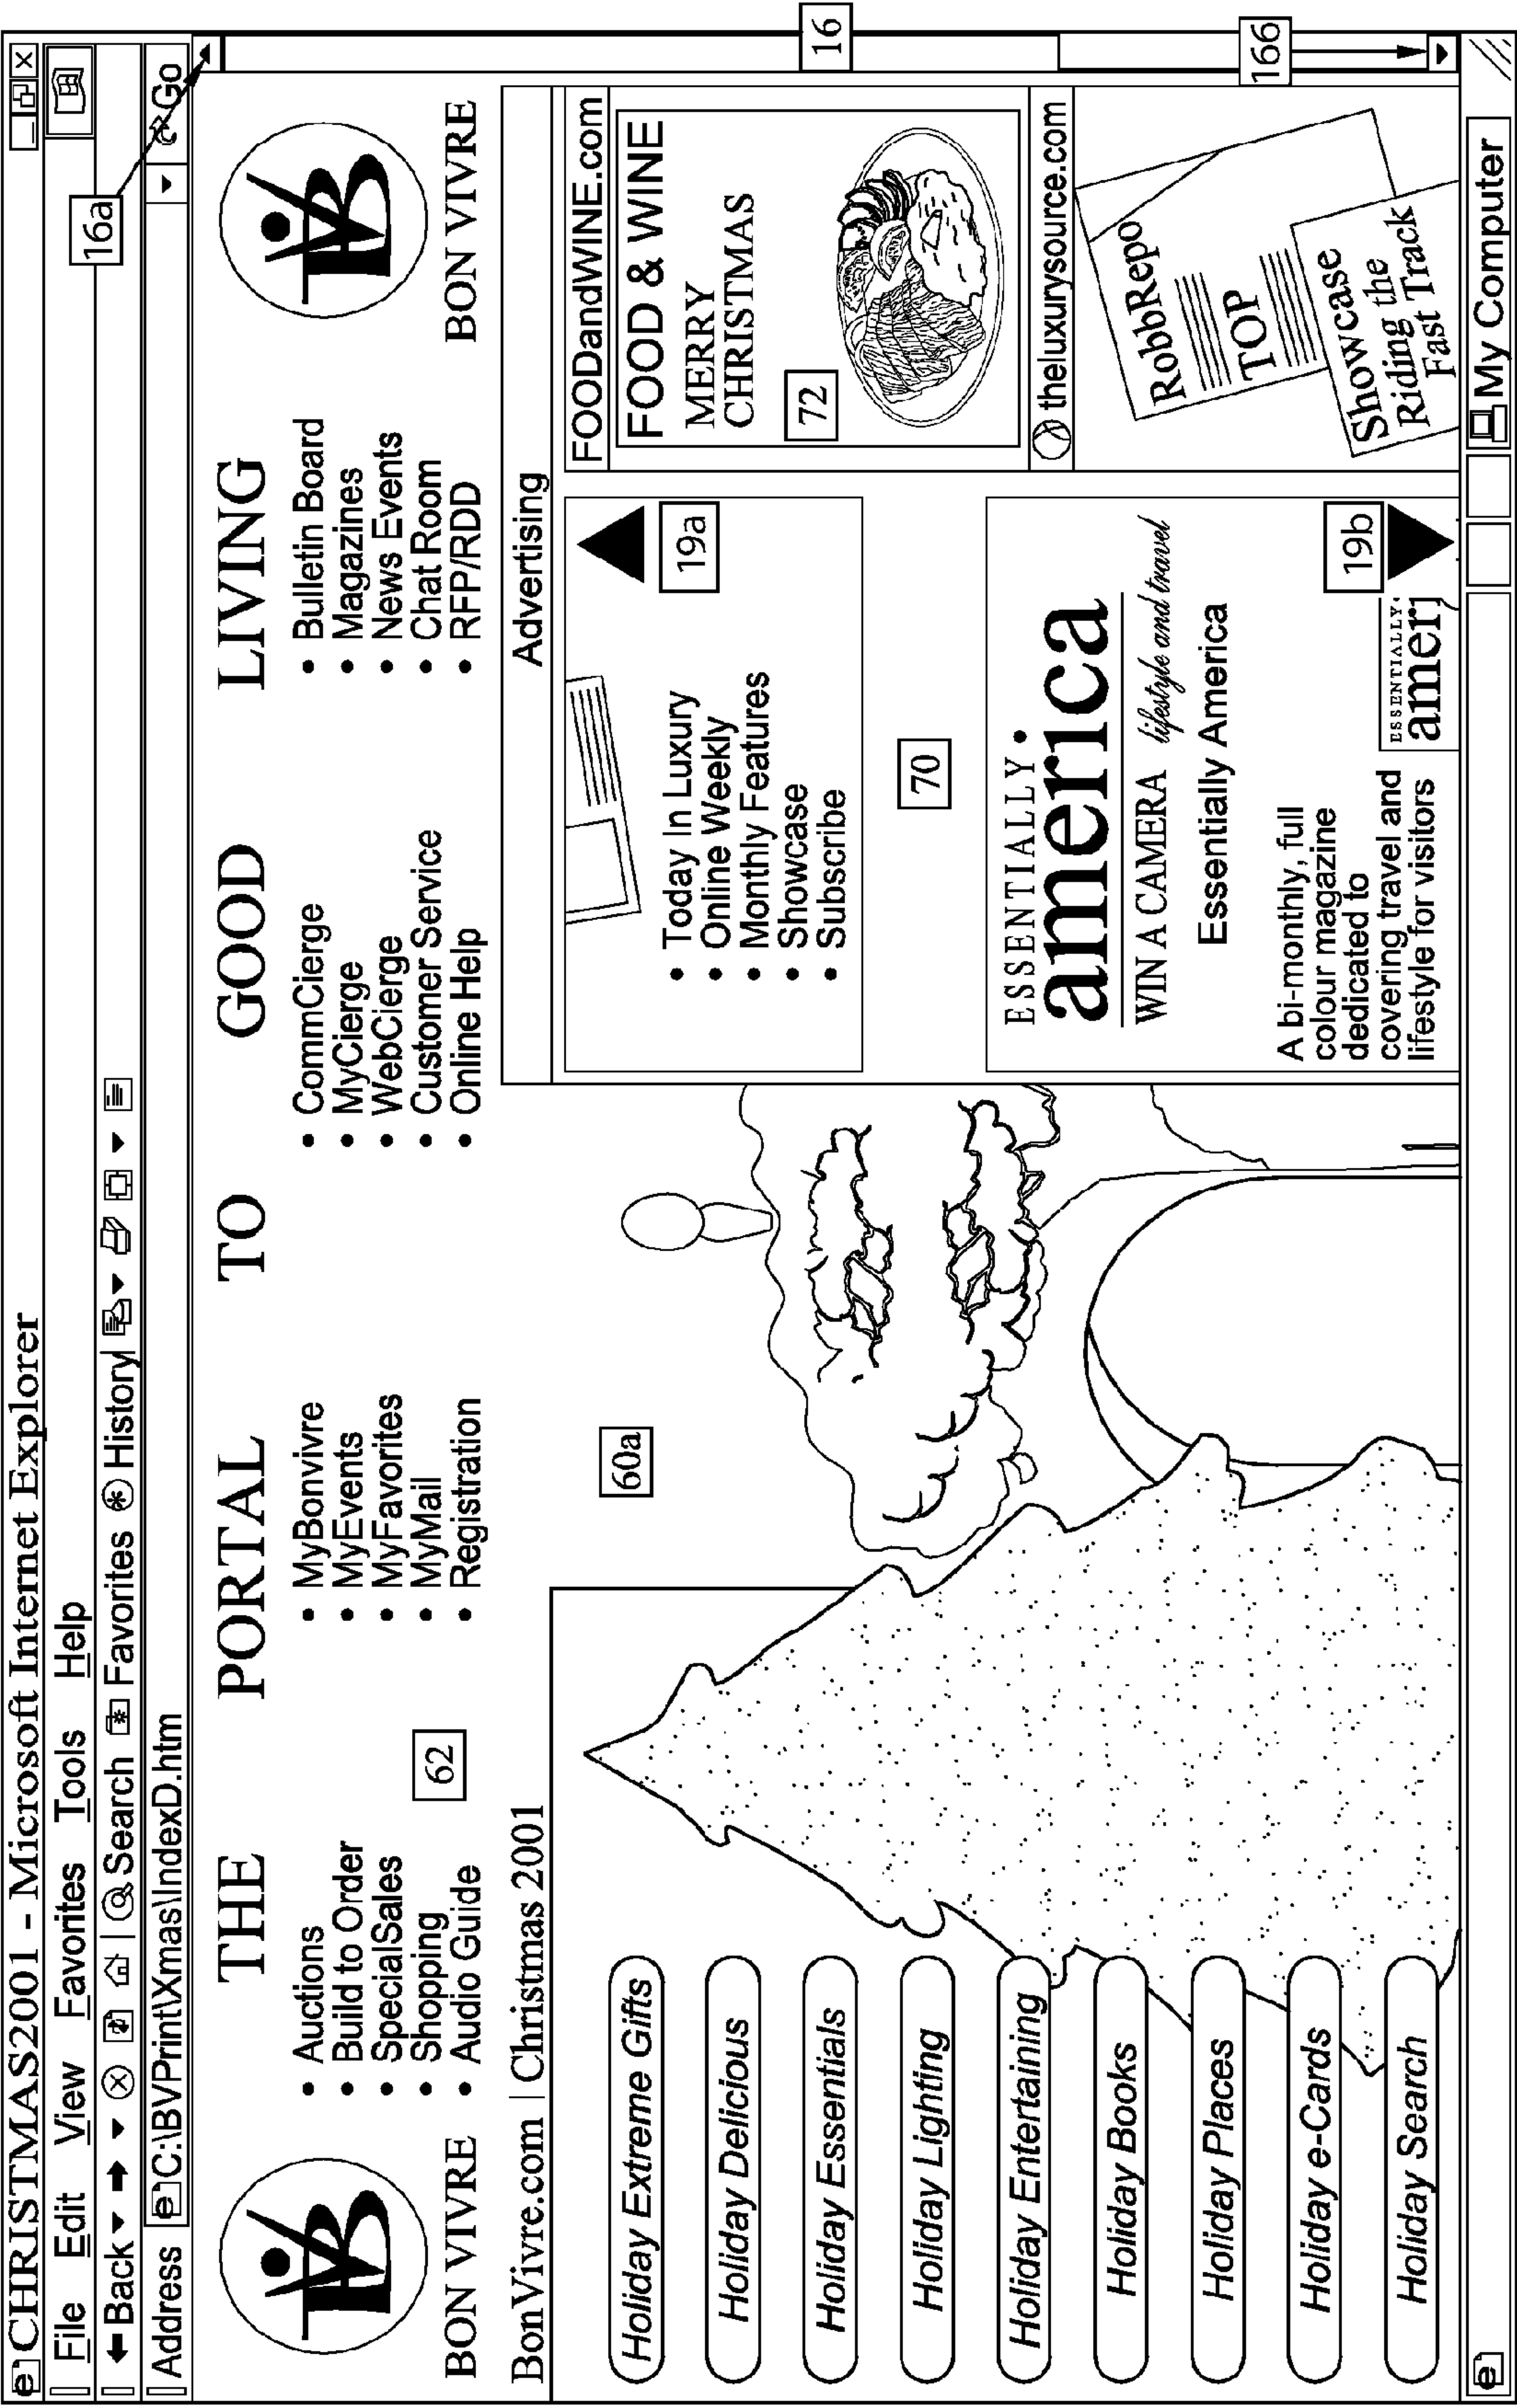 CHRISTMAS2001 - Microsoft Internet Explorer
File Edit View Favorites Tools Help
Back Search Favorites History
16a
Address C:\BVPrint\Xmas\IndexD.htm Go
THE PORTAL TO GOOD LIVING
BON VIVRE
• Auctions
• Build to Order
• SpecialSales
• Shopping
• Audio Guide
62
• MyBonvivre
• MyEvents
• MyFavorites
• MyMail
• Registration
• CommCierge
• MyCierge
• WebCierge
• Customer Service
• Online Help
• Bulletin Board
• Magazines
• News Events
• Chat Room
• RFP/RDD
BON VIVRE
BonVivre.com | Christmas 2001
Advertising
Holiday Extreme Gifts
Holiday Delicious
Holiday Essentials
Holiday Lighting
Holiday Entertaining
Holiday Books
Holiday Places
Holiday e-Cards
Holiday Search
60a
• Today In Luxury
• Online Weekly
• Monthly Features
• Showcase
• Subscribe
19a
70
ESSENTIALLY
america
WIN A CAMERA lifestyle and travel
Essentially America
A bi-monthly, full
colour magazine
dedicated to
covering travel and
lifestyle for visitors
ESSENTIALLY
amer
19b
FOODandWINE.com
FOOD & WINE
MERRY
CHRISTMAS
72
theluxurysource.com
RobbRepo
TOP
Showcase
Riding the
Fast Track
16
166
My Computer